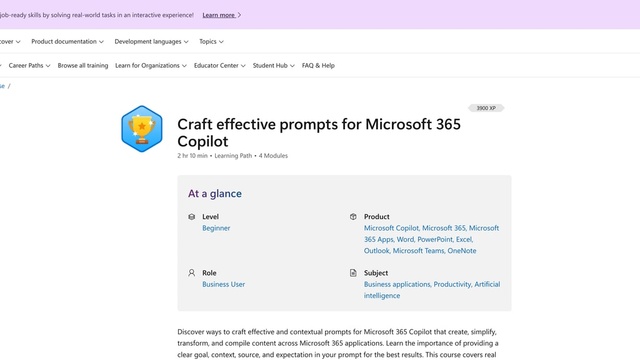 job-ready skills by solving real-world tasks in an interactive experience! Learn more
Product documentation Development languages Topics
Career Paths Browse all training Learn for Organizations Educator Center Student Hub FAQ & Help
/
3900 XP
Craft effective prompts for Microsoft 365
Copilot
2 hr 10 min • Learning Path • 4 Modules
At a glance
Level
Beginner
Product
Microsoft Copilot, Microsoft 365, Microsoft
365 Apps, Word, PowerPoint, Excel,
Outlook, Microsoft Teams, OneNote
Role
Business User
Subject
Business applications, Productivity, Artificial
intelligence
Discover ways to craft effective and contextual prompts for Microsoft 365 Copilot that create, simplify,
transform, and compile content across Microsoft 365 applications. Learn the importance of providing a
clear goal, context, source, and expectation in your prompt for the best results. This course covers real